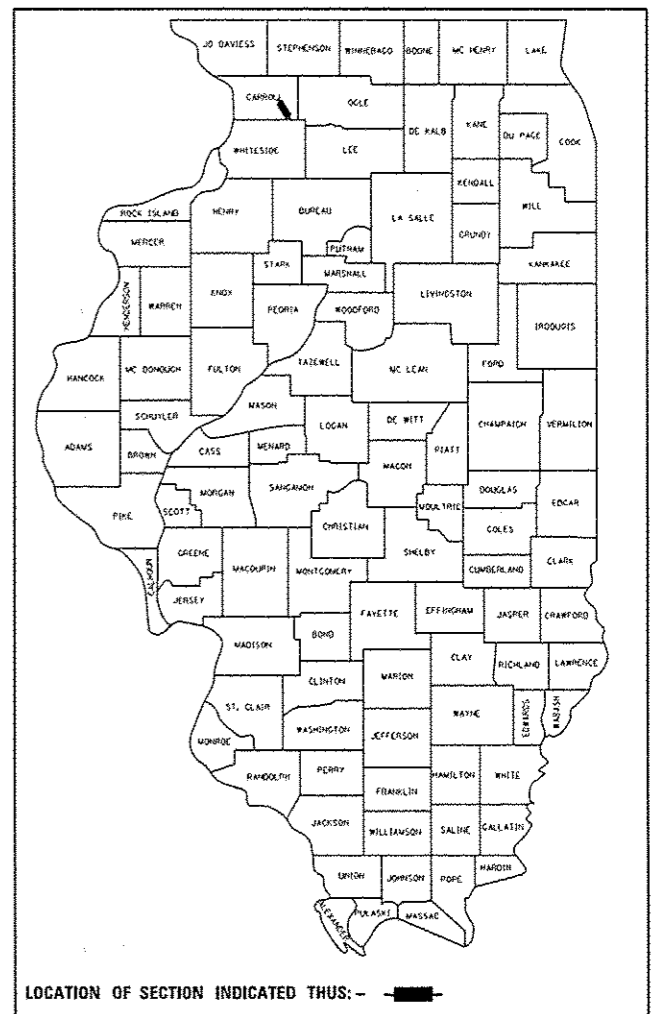 JO DAVIESS STEPHENSON WINNEBAGO BOONE MC HENRY LAKE
CARROLL OGLE DE KALB KANE DU PAGE COOK
WHITESIDE LEE
KENDALL WILL
ROCK ISLAND HENRY BUREAU LA SALLE GRUNDY
MERCER PUTNAM KANKAKEE
STARK MARSHALL
HENDERSON WARREN KNOX PEORIA WOODFORD LIVINGSTON IROQUOIS
HANCOCK MC DONOUGH FULTON TAZEWELL MC LEAN FORD
SCHUYLER MASON LOGAN DE WITT CHAMPAIGN VERMILION
ADAMS BROWN CASS MENARD MACON PIATT
PIKE SCOTT MORGAN SANGAMON CHRISTIAN MOULTRIE DOUGLAS EDGAR
COLES
CALHOUN GREENE MACOUPIN MONTGOMERY SHELBY CUMBERLAND CLARK
JERSEY
MADISON BOND FAYETTE EFFINGHAM JASPER CRAWFORD
CLINTON MARION CLAY RICHLAND LAWRENCE
ST. CLAIR WASHINGTON JEFFERSON WAYNE EDWARDS WABASH
MONROE
RANDOLPH PERRY FRANKLIN HAMILTON WHITE
JACKSON WILLIAMSON SALINE GALLATIN
UNION JOHNSON POPE HARDIN
ALEXANDER PULASKI MASSAC
LOCATION OF SECTION INDICATED THUS: -